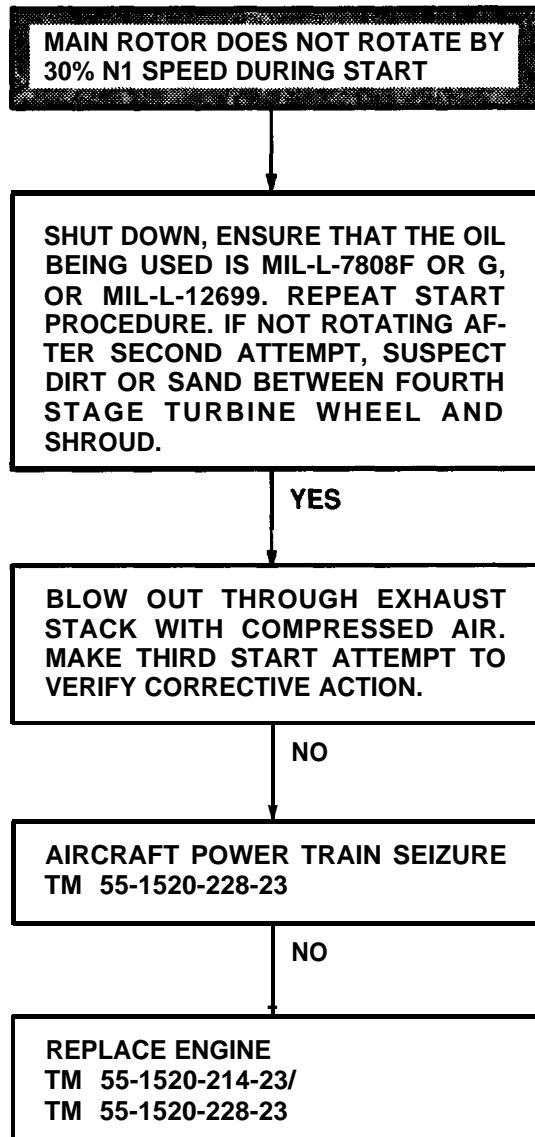 MAIN ROTOR DOES NOT ROTATE BY
30% N1 SPEED DURING START
SHUT DOWN, ENSURE THAT THE OIL
BEING USED IS MIL-L-7808F OR G,
OR MIL-L-12699. REPEAT START
PROCEDURE. IF NOT ROTATING AF-
TER SECOND ATTEMPT, SUSPECT
DIRT OR SAND BETWEEN FOURTH
STAGE TURBINE WHEEL AND
SHROUD.
YES
BLOW OUT THROUGH EXHAUST
STACK WITH COMPRESSED AIR.
MAKE THIRD START ATTEMPT TO
VERIFY CORRECTIVE ACTION.
NO
AIRCRAFT POWER TRAIN SEIZURE
TM 55-1520-228-23
NO
REPLACE ENGINE
TM 55-1520-214-23/
TM 55-1520-228-23